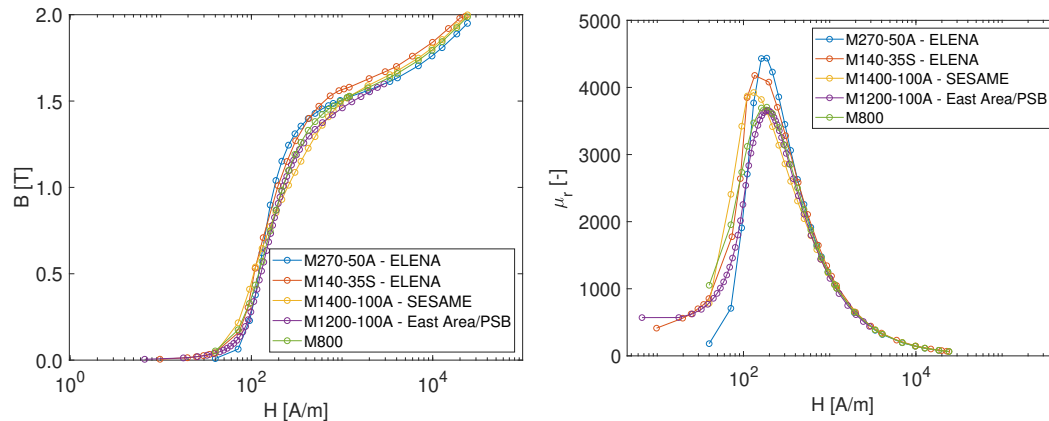 2.0
1.5
1.0
0.5
0.0
B [T]
M270-50A - ELENA
M140-35S - ELENA
M1400-100A - SESAME
M1200-100A - East Area/PSB
M800
10^0
10^2
10^4
H [A/m]
5000
4000
3000
2000
1000
0
μ_r [-]
M270-50A - ELENA
M140-35S - ELENA
M1400-100A - SESAME
M1200-100A - East Area/PSB
M800
10^2
10^4
H [A/m]